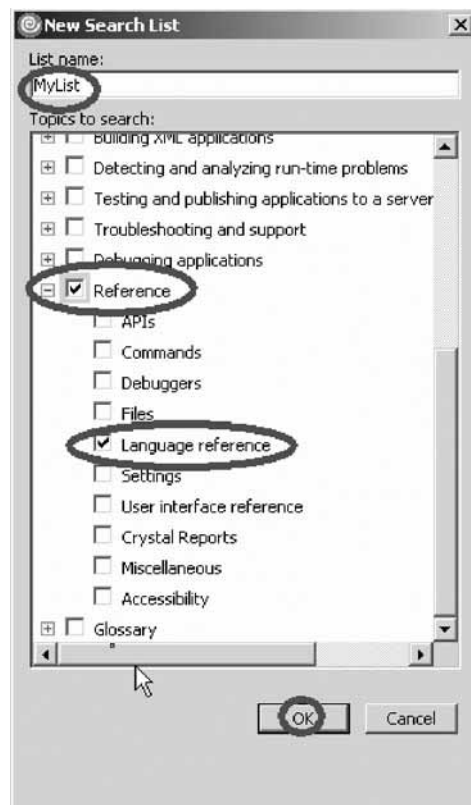 New Search List
List name:
MyList
Topics to search:
Building XML applications
Detecting and analyzing run-time problems
Testing and publishing applications to a server
Troubleshooting and support
Debugging applications
Reference
APIs
Commands
Debuggers
Files
Language reference
Settings
User interface reference
Crystal Reports
Miscellaneous
Accessibility
Glossary
OK
Cancel